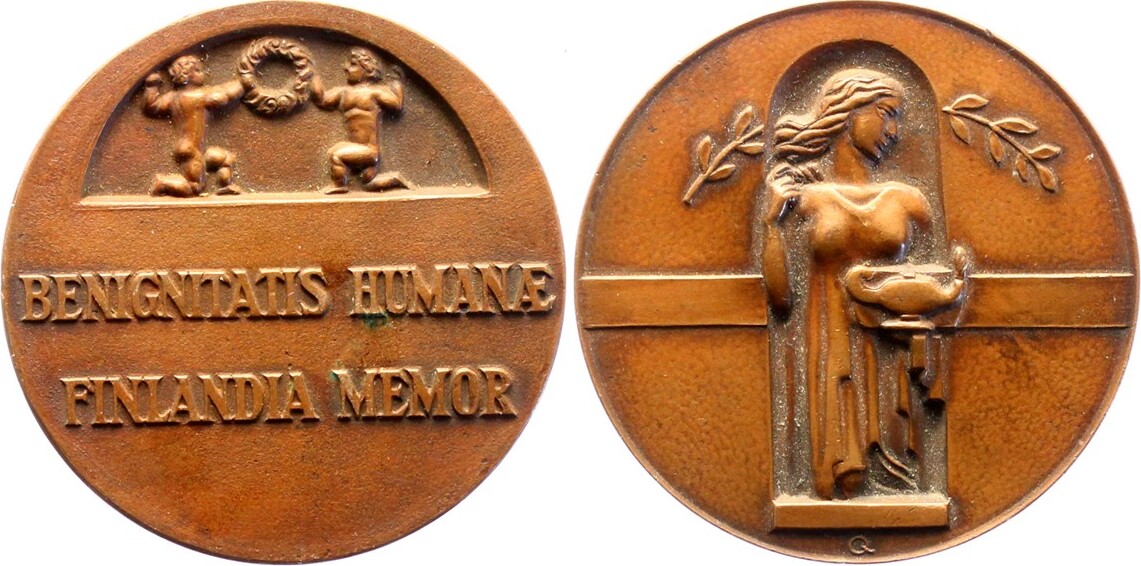 BENIGNITATIS HUMANÆ
FINLANDIA MEMOR